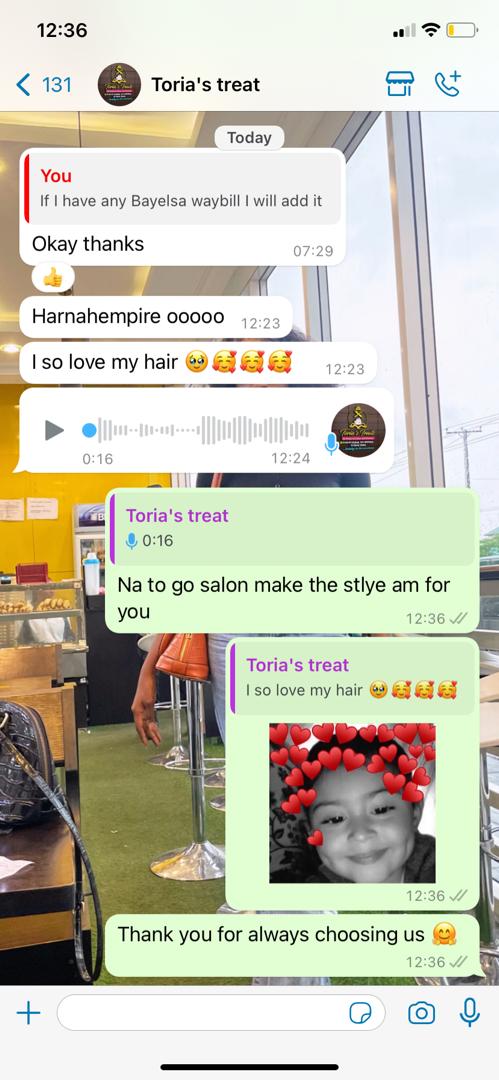 12:36
131
Toria's treat
Today
You
If I have any Bayelsa waybill I will add it
Okay thanks
07:29
👍
Harnahempire ooooo
12:23
I so love my hair 🥹🥰🥰🥰
12:23
0:16
12:24
Toria's treat
0:16
Na to go salon make the stlye am for
you
12:36
Toria's treat
I so love my hair 🥹🥰🥰🥰
12:36
Thank you for always choosing us 🤗
12:36